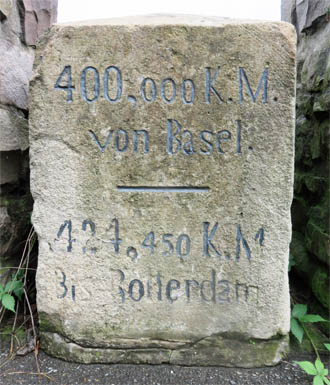 400,000 K.M.
von Basel.
424,450 K.M
Bis Rotterdam